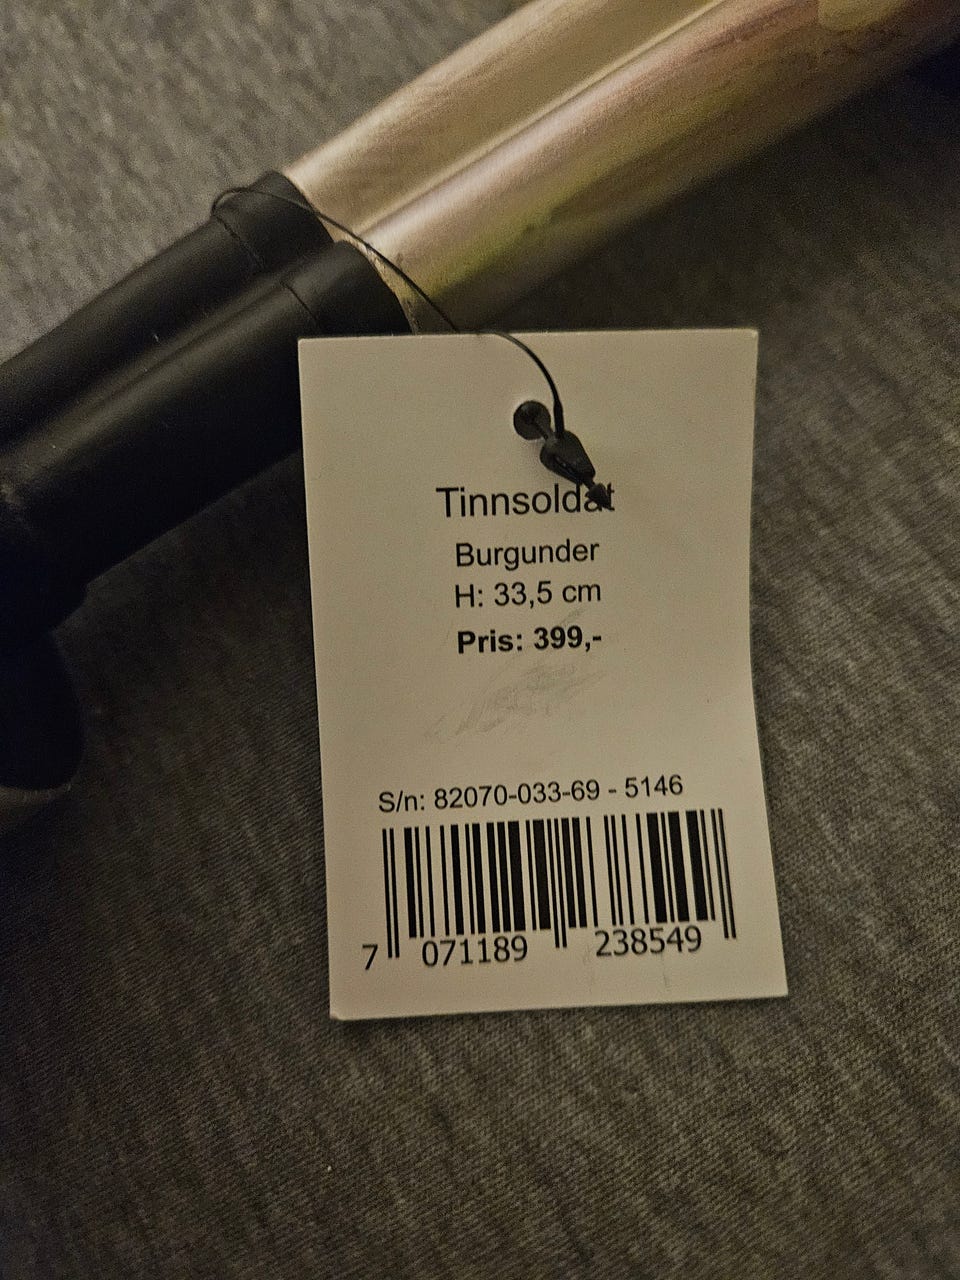 Tinnsoldat
Burgunder
H: 33,5 cm
Pris: 399,-
S/n: 82070-033-69 - 5146
7 071189 238549